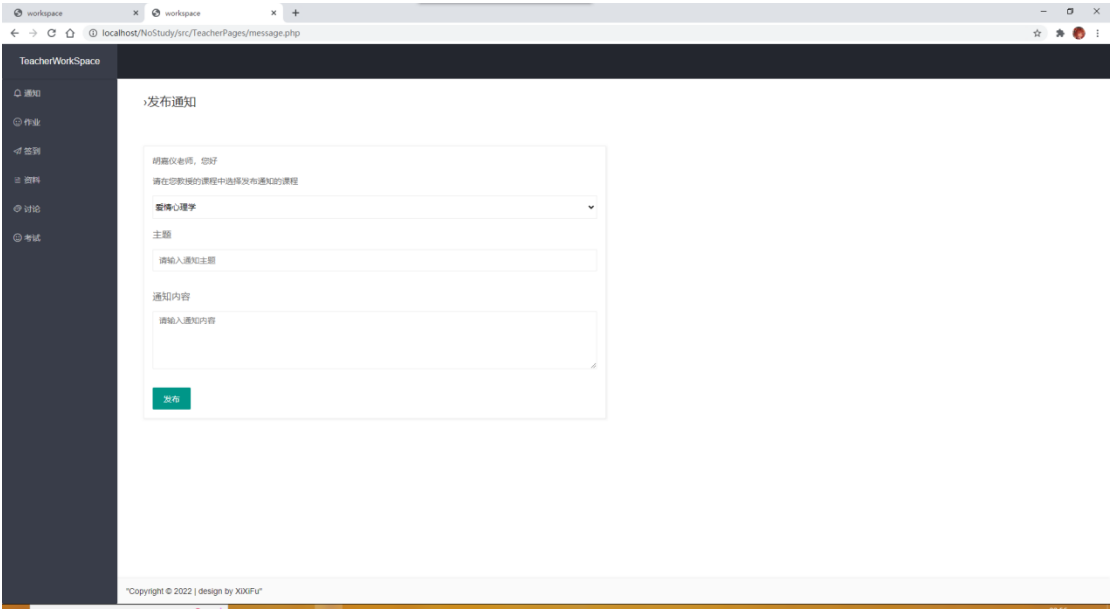 workspace
workspace
localhost/NoStudy/src/TeacherPages/message.php
TeacherWorkSpace
通知
作业
签到
资料
讨论
考试
›发布通知
胡嘉仪老师，您好
请在您教授的课程中选择发布通知的课程
爱情心理学
主题
请输入通知主题
通知内容
请输入通知内容
发布
"Copyright © 2022 | design by XiXiFu"